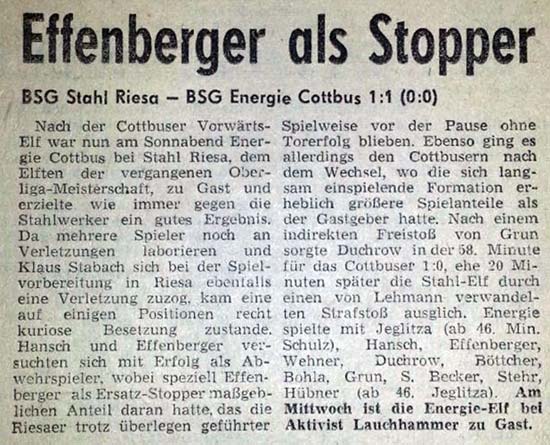 Effenberger als Stopper
BSG Stahl Riesa – BSG Energie Cottbus 1:1 (0:0)
Nach der Cottbuser Vorwärts-
Elf war nun am Sonnabend Ener-
gie Cottbus bei Stahl Riesa, dem
Elften der vergangenen Ober-
liga-Meisterschaft, zu Gast und
erzielte wie immer gegen die
Stahlwerker ein gutes Ergebnis.
Da mehrere Spieler noch an
Verletzungen laborieren und
Klaus Stabach sich bei der Spiel-
vorbereitung in Riesa ebenfalls
eine Verletzung zuzog, kam eine
auf einigen Positionen recht
kuriose Besetzung zustande.
Hansch und Effenberger ver-
suchten sich mit Erfolg als Ab-
wehrspieler, wobei speziell Effen-
berger als Ersatz-Stopper maßgeb-
lichen Anteil daran hatte, das die
Riesaer trotz überlegen geführter
Spielweise vor der Pause ohne
Torerfolg blieben. Ebenso ging es
allerdings den Cottbusern nach
dem Wechsel, wo die sich lang-
sam einspielende Formation er-
heblich größere Spielanteile als
der Gastgeber hatte. Nach einem
indirekten Freistoß von Grun
sorgte Duchrow in der 58. Minute
für das Cottbuser 1:0, ehe 20 Mi-
nuten später die Stahl-Elf durch
einen von Lehmann verwandel-
ten Strafstoß ausglich. Energie
spielte mit Jeglitza (ab 46. Min.
Schulz), Hansch, Effenberger,
Wehner, Duchrow, Böttcher,
Bohla, Grun, S. Becker, Stehr,
Hübner (ab 46. Jeglitza). Am
Mittwoch ist die Energie-Elf bei
Aktivist Lauchhammer zu Gast.